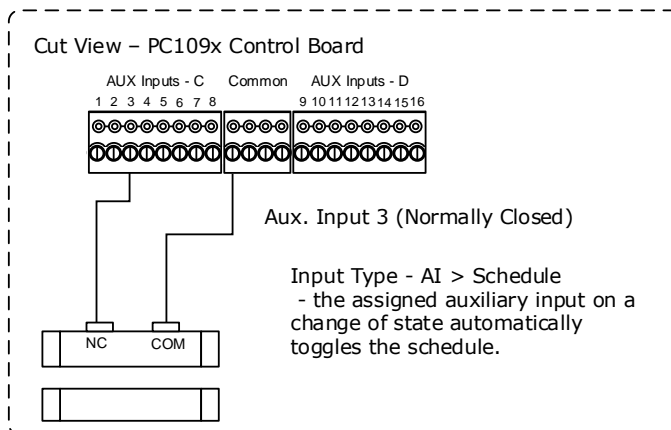 Cut View – PC109x Control Board
AUX Inputs - C Common AUX Inputs - D
1 2 3 4 5 6 7 8 9 10 11 12 13 14 15 16
Aux. Input 3 (Normally Closed)
Input Type - AI > Schedule
- the assigned auxiliary input on a
change of state automatically
toggles the schedule.
NC COM